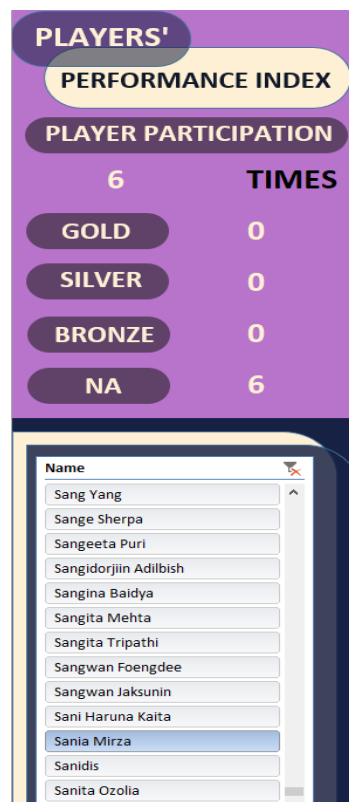 PLAYERS'
PERFORMANCE INDEX
PLAYER PARTICIPATION
6 TIMES
GOLD 0
SILVER 0
BRONZE 0
NA 6
Name
Sang Yang
Sange Sherpa
Sangeeta Puri
Sangidorjiin Adilbish
Sangina Baidya
Sangita Mehta
Sangita Tripathi
Sangwan Foengdee
Sangwan Jaksunin
Sani Haruna Kaita
Sania Mirza
Sanidis
Sanita Ozolia